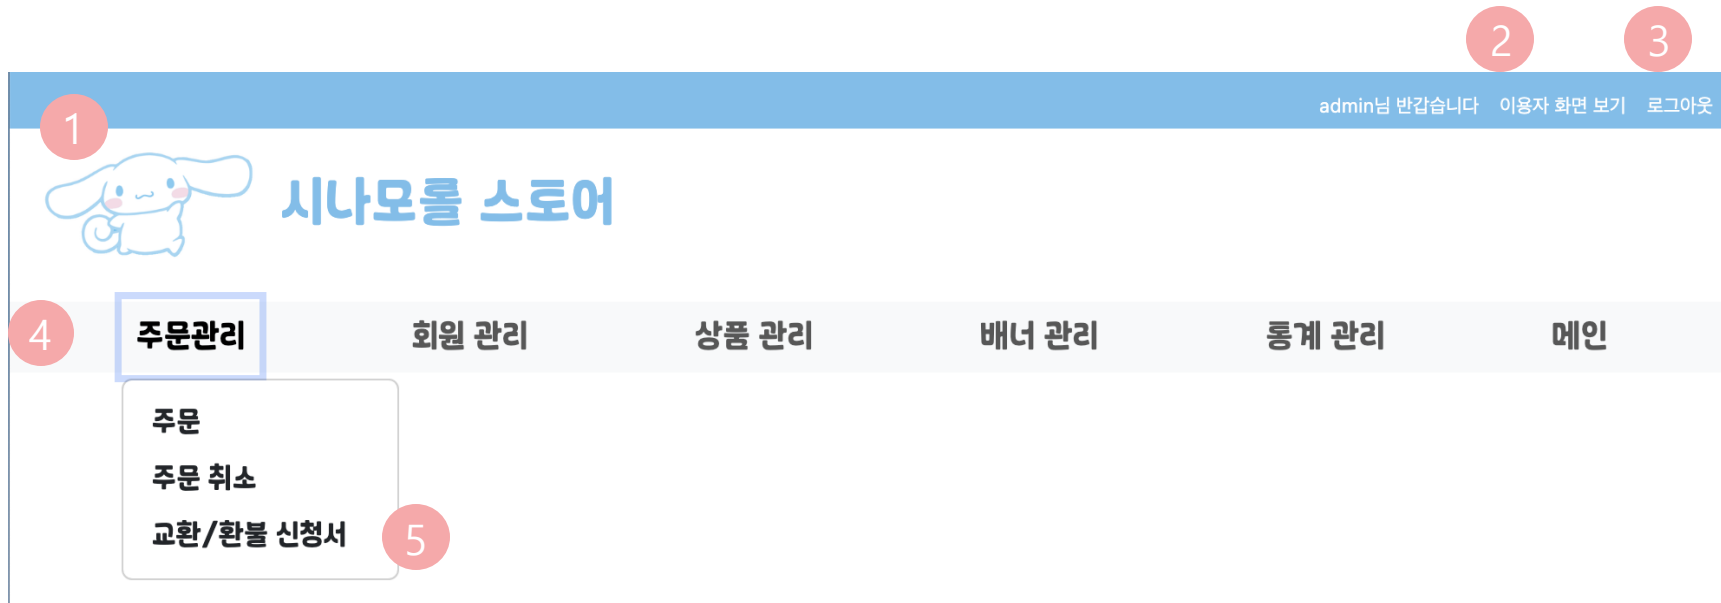 2 3
admin님 반갑습니다 이용자 화면 보기 로그아웃
1
시나모롤 스토어
4 주문관리 회원 관리 상품 관리 배너 관리 통계 관리 메인
주문
주문 취소
교환/환불 신청서 5